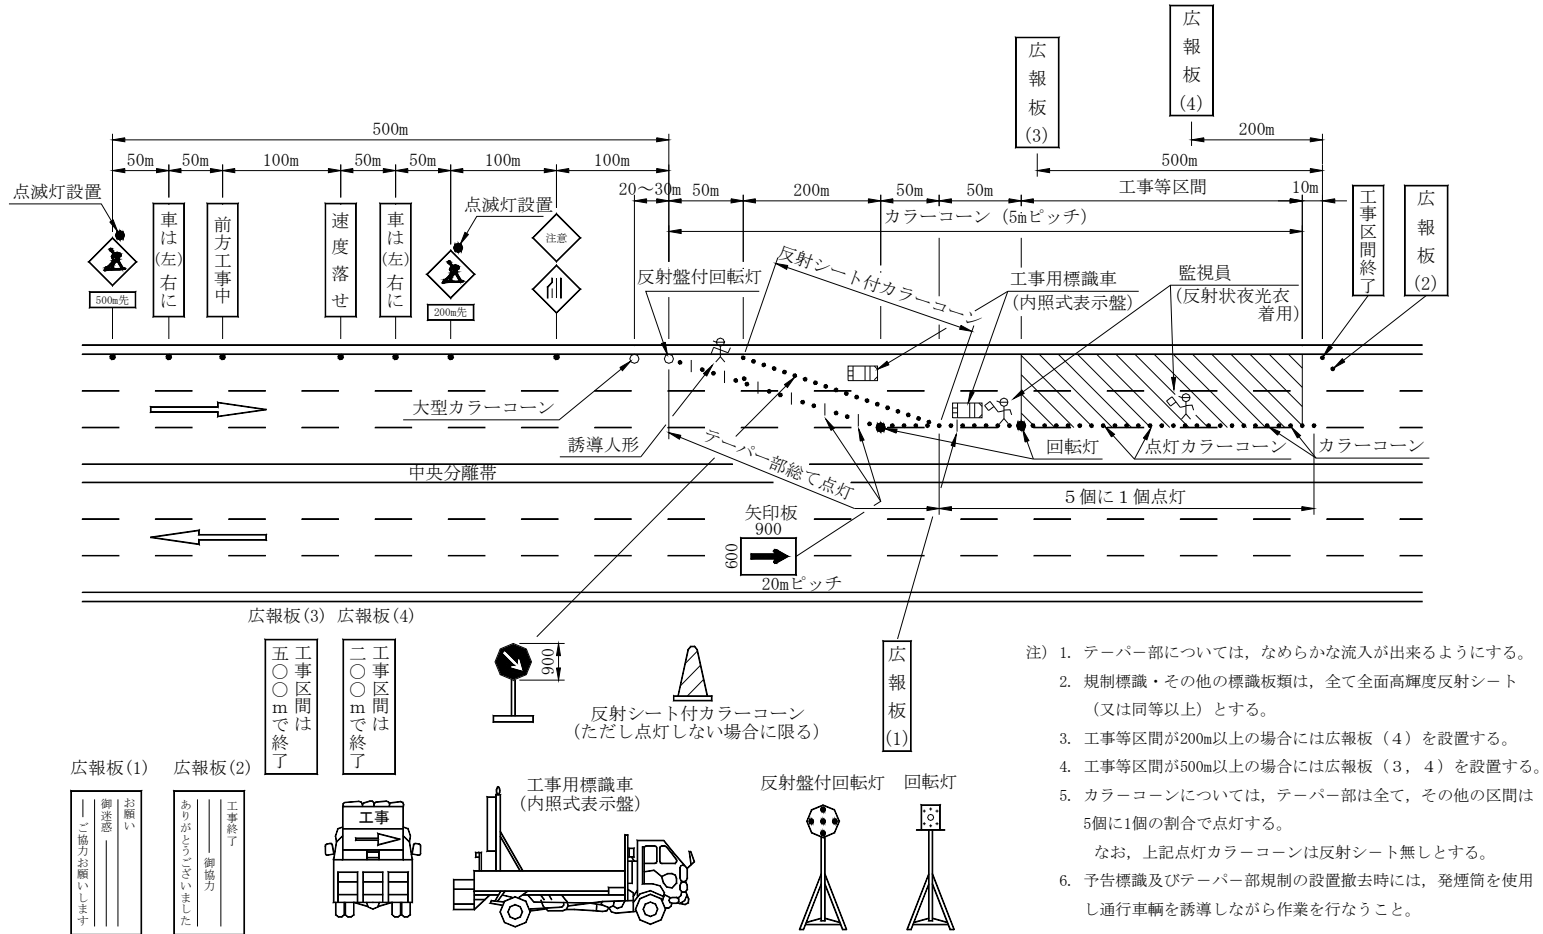 広報板(4)
広報板(3)
500m
200m
500m
50m
50m
100m
50m
50m
100m
100m
20～30m
50m
200m
50m
50m
工事等区間
10m
カラーコーン (5mピッチ)
点滅灯設置
点滅灯設置
車は(左)右に
前方工事中
速度落せ
車は(左)右に
注意
500m先
200m先
工事区間終了
広報板(2)
反射盤付回転灯
反射シート付カラーコーン
工事用標識車
(内照式表示盤)
監視員
(反射状夜光衣
着用)
大型カラーコーン
誘導人形
テーパー部総て点灯
回転灯
点灯カラーコーン
カラーコーン
中央分離帯
5個に1個点灯
矢印板
900
600
20mピッチ
広報板(3)
広報板(4)
工事区間は
五〇〇mで終了
工事区間は
二〇〇mで終了
900
反射シート付カラーコーン
(ただし点灯しない場合に限る)
広報板(1)
広報板(1)
広報板(2)
お願い
御迷惑
ご協力お願いします
工事終了
御協力
ありがとうございました
工事
工事用標識車
(内照式表示盤)
反射盤付回転灯
回転灯
注) 1. テーパー部については，なめらかな流入が出来るようにする。
2. 規制標識・その他の標識板類は，全て全面高輝度反射シート
（又は同等以上）とする。
3. 工事等区間が200m以上の場合には広報板（４）を設置する。
4. 工事等区間が500m以上の場合には広報板（３，４）を設置する。
5. カラーコーンについては，テーパー部は全て，その他の区間は
5個に1個の割合で点灯する。
なお，上記点灯カラーコーンは反射シート無しとする。
6. 予告標識及びテーパー部規制の設置撤去時には，発煙筒を使用
し通行車輌を誘導しながら作業を行なうこと。